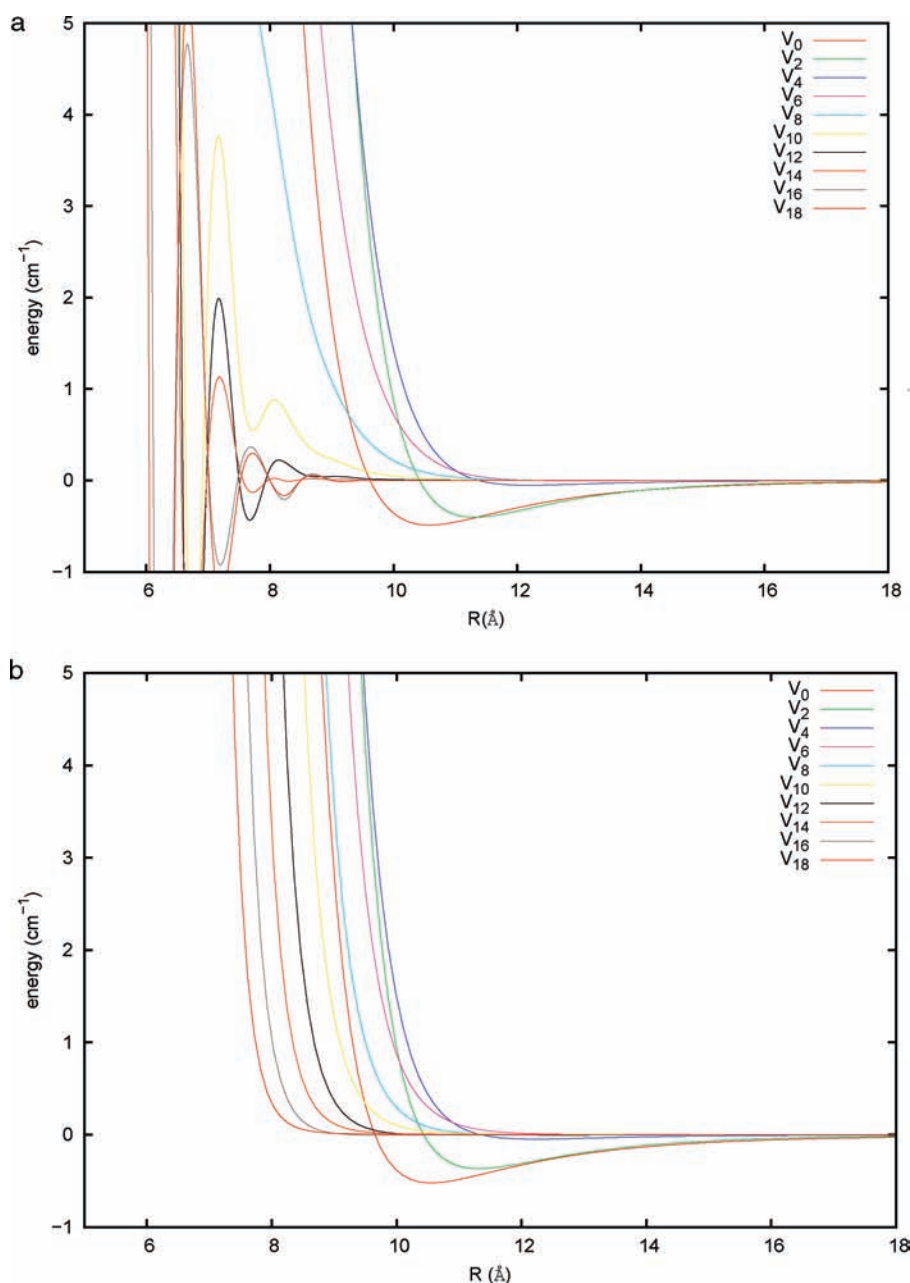 a
5
4
3
2
1
0
−1
energy (cm⁻¹)
V₀
V₂
V₄
V₆
V₈
V₁₀
V₁₂
V₁₄
V₁₆
V₁₈
6 8 10 12 14 16 18
R(Å)
b
5
4
3
2
1
0
−1
energy (cm⁻¹)
V₀
V₂
V₄
V₆
V₈
V₁₀
V₁₂
V₁₄
V₁₆
V₁₈
6 8 10 12 14 16 18
R (Å)